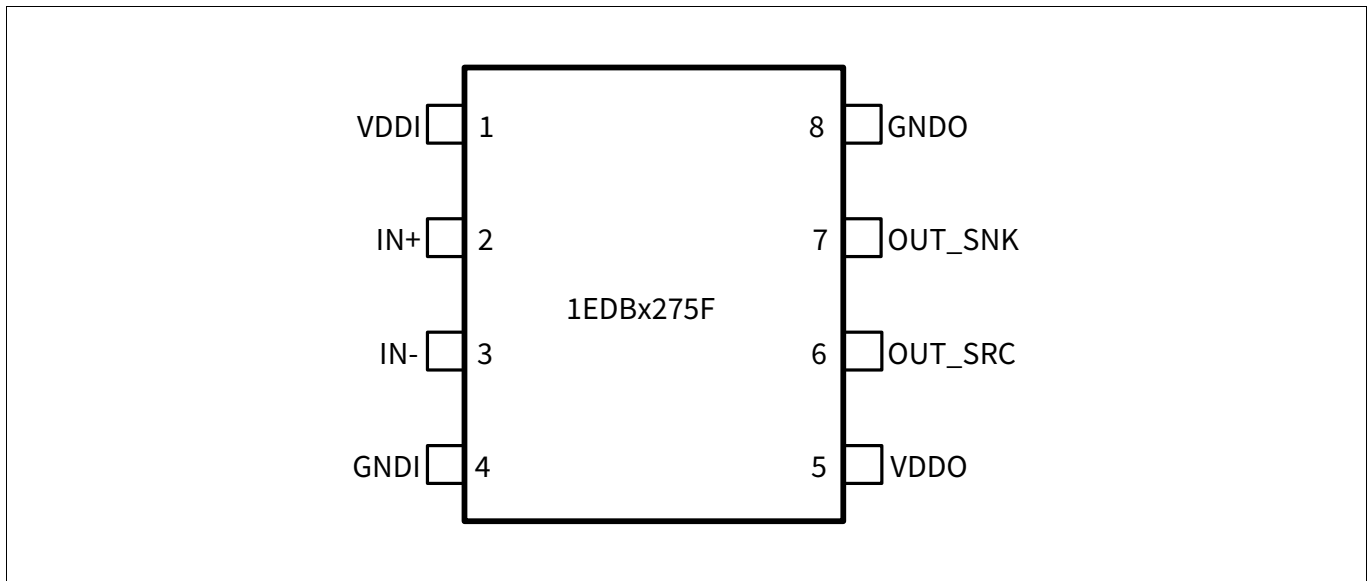 VDDI 1 8 GNDO
IN+ 2 7 OUT_SNK
1EDBx275F
IN- 3 6 OUT_SRC
GNDI 4 5 VDDO